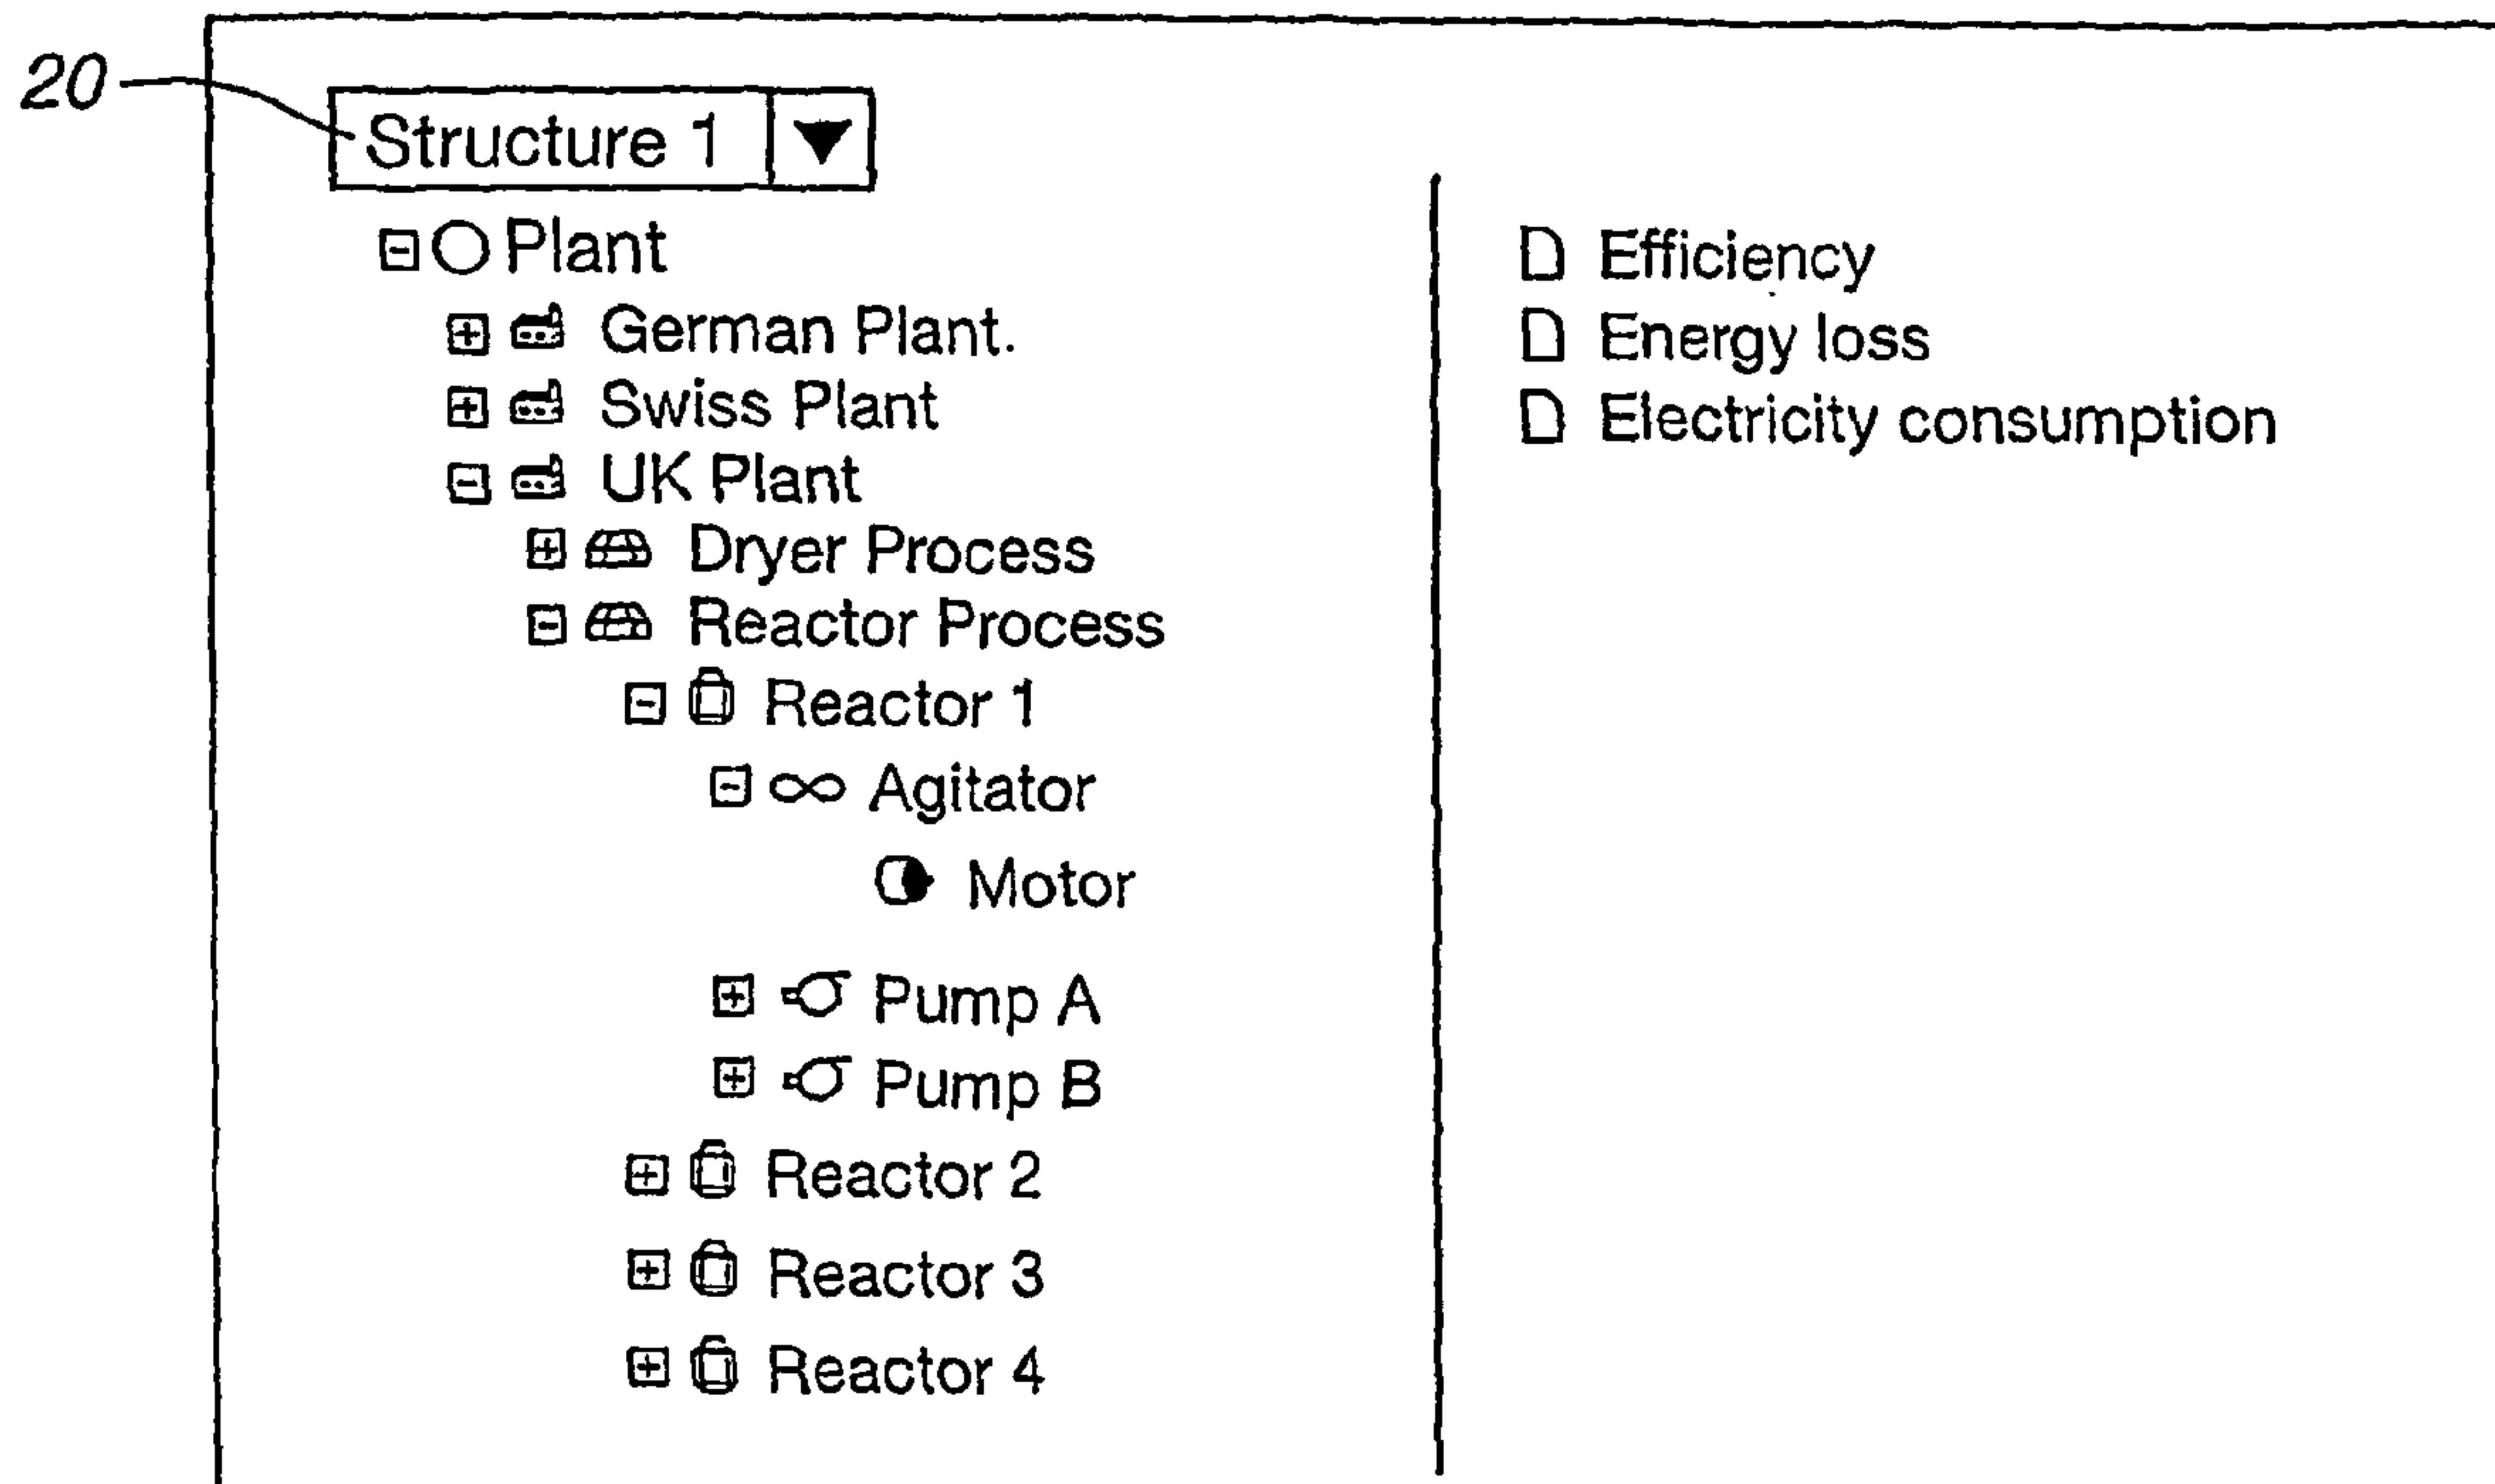 20
Structure 1
Plant
German Plant.
Swiss Plant
UK Plant
Dryer Process
Reactor Process
Reactor 1
Agitator
Motor
Pump A
Pump B
Reactor 2
Reactor 3
Reactor 4
Efficiency
Energy loss
Electricity consumption